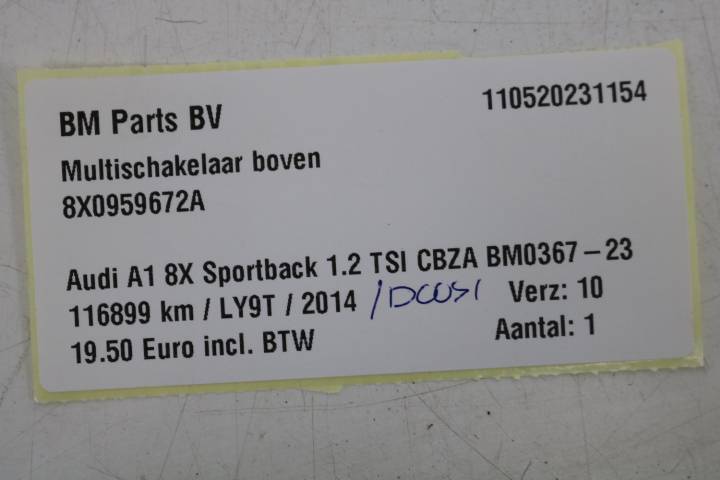 BM Parts BV 110520231154
Multischakelaar boven
8X0959672A
Audi A1 8X Sportback 1.2 TSI CBZA BM0367-23
116899 km / LY9T / 2014 Verz: 10
19.50 Euro incl. BTW Aantal: 1